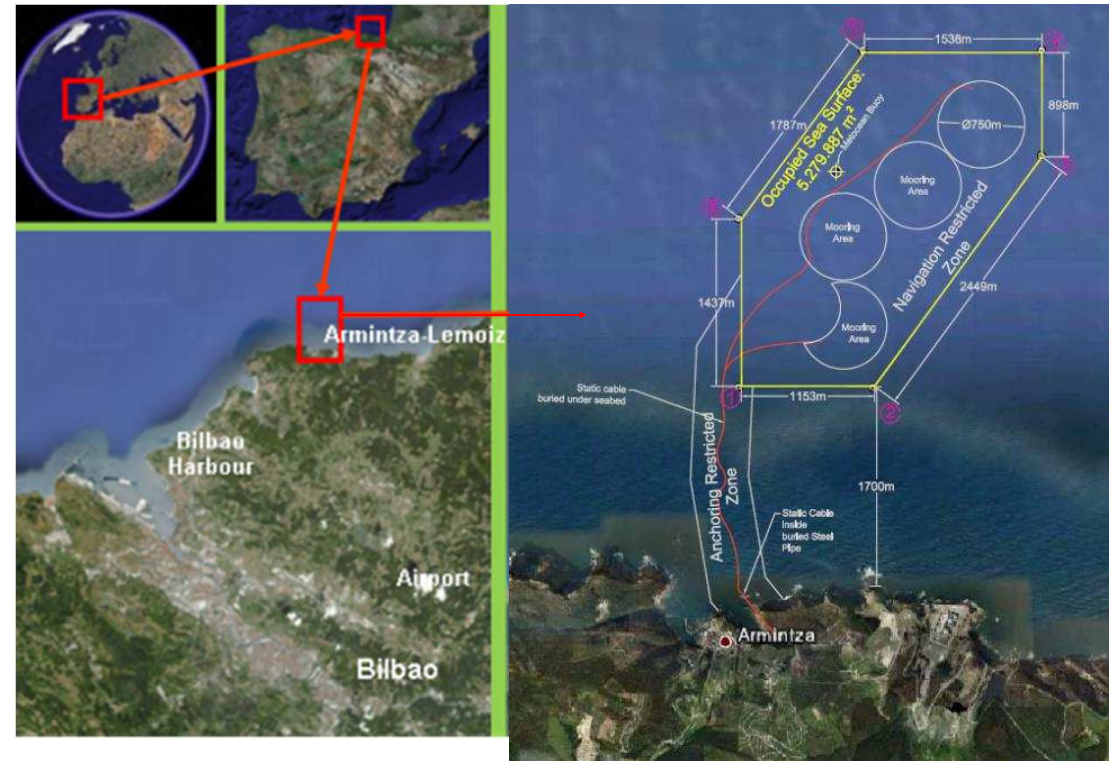 Armintza-Lemoiz
Bilbao
Harbour
Airport
Bilbao
1538m
898m
1787m
Occupied Sea Surface:
5.279.887 m²
Metocean Buoy
Ø750m
Mooring
Area
Mooring
Area
Mooring
Area
Navigation Restricted
Zone
2449m
1437m
Static cable
buried under seabed
①
1153m
②
1700m
Anchoring Restricted
Zone
Static Cable
Inside
buried Steel
Pipe
Armintza